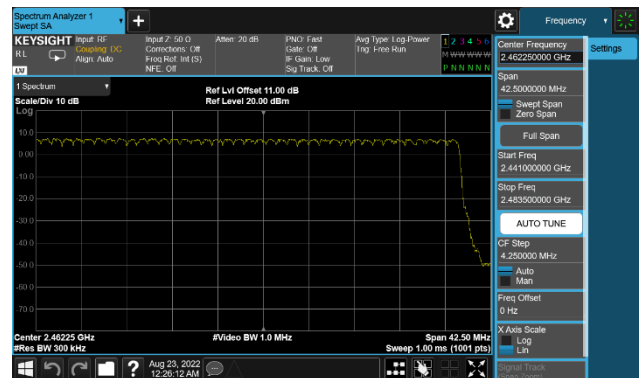 Spectrum Analyzer 1
Swept SA
Frequency
KEYSIGHT
Input: RF
Coupling: DC
Align: Auto
RL
LXI
Input Z: 50 Ω
Corrections: Off
Freq Ref: Int (S)
NFE: Off
Atten: 20 dB
PNO: Fast
Gate: Off
IF Gain: Low
Sig Track: Off
Avg Type: Log-Power
Trig: Free Run
1 2 3 4 5 6
M W W W W W
P N N N N N
1 Spectrum
Scale/Div 10 dB
Log
Ref Lvl Offset 11.00 dB
Ref Level 20.00 dBm
10.0
0.00
-10.0
-20.0
-30.0
-40.0
-50.0
-60.0
-70.0
Center 2.46225 GHz
#Res BW 300 kHz
#Video BW 1.0 MHz
Span 42.50 MHz
Sweep 1.00 ms (1001 pts)
Aug 23, 2022
12:26:12 AM
Center Frequency
2.462250000 GHz
Settings
Span
42.5000000 MHz
Swept Span
Zero Span
Full Span
Start Freq
2.441000000 GHz
Stop Freq
2.483500000 GHz
AUTO TUNE
CF Step
4.250000 MHz
Auto
Man
Freq Offset
0 Hz
X Axis Scale
Log
Lin
Signal Track
(Span Zoom)